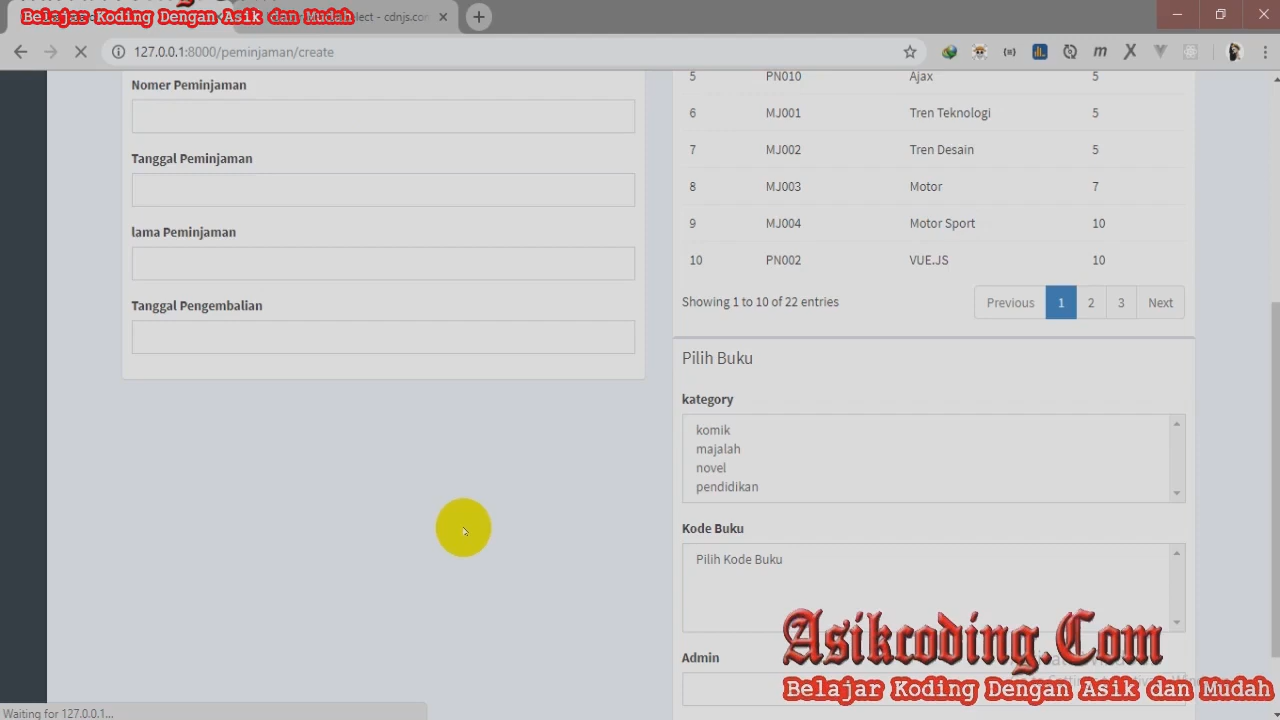 Belajar Koding Dengan Asik dan Mudah
lect - cdnjs.com
127.0.0.1:8000/peminjaman/create
Nomer Peminjaman
Tanggal Peminjaman
lama Peminjaman
Tanggal Pengembalian
5 PN010 Ajax 5
6 MJ001 Tren Teknologi 5
7 MJ002 Tren Desain 5
8 MJ003 Motor 7
9 MJ004 Motor Sport 10
10 PN002 VUE.JS 10
Showing 1 to 10 of 22 entries
Previous 1 2 3 Next
Pilih Buku
kategory
komik
majalah
novel
pendidikan
Kode Buku
Pilih Kode Buku
Admin
Asikcoding.Com
Belajar Koding Dengan Asik dan Mudah
Waiting for 127.0.0.1...